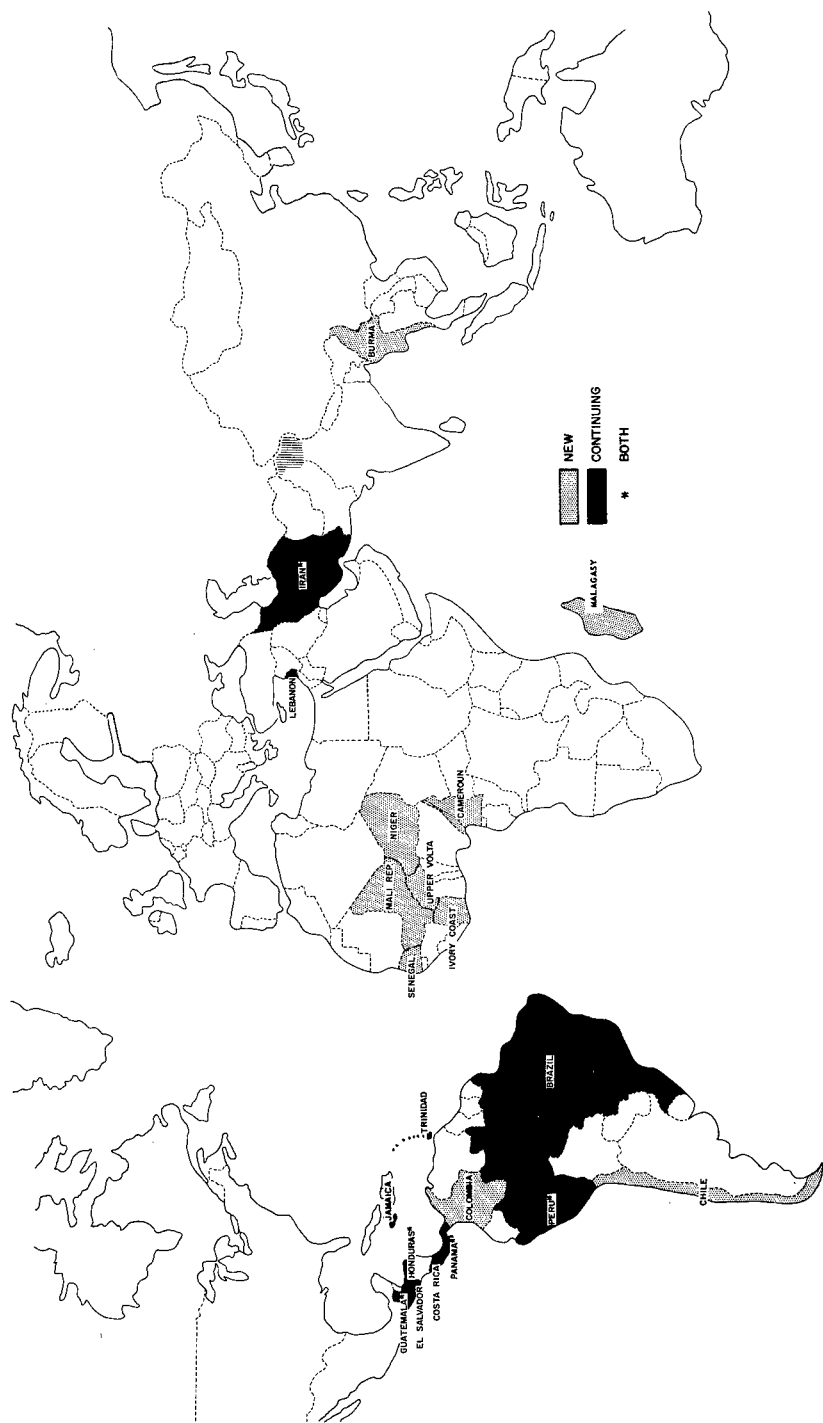 JAMAICA
TRINIDAD
GUATEMALA*
HONDURAS*
EL SALVADOR
COSTA RICA
PANAMA*
COLOMBIA
PERU*
BRAZIL
CHILE
SENEGAL
MALI REP.
NIGER
UPPER VOLTA
IVORY COAST
CAMEROUN
LEBANON
IRAN*
BURMA
MALAGASY
NEW
CONTINUING
* BOTH